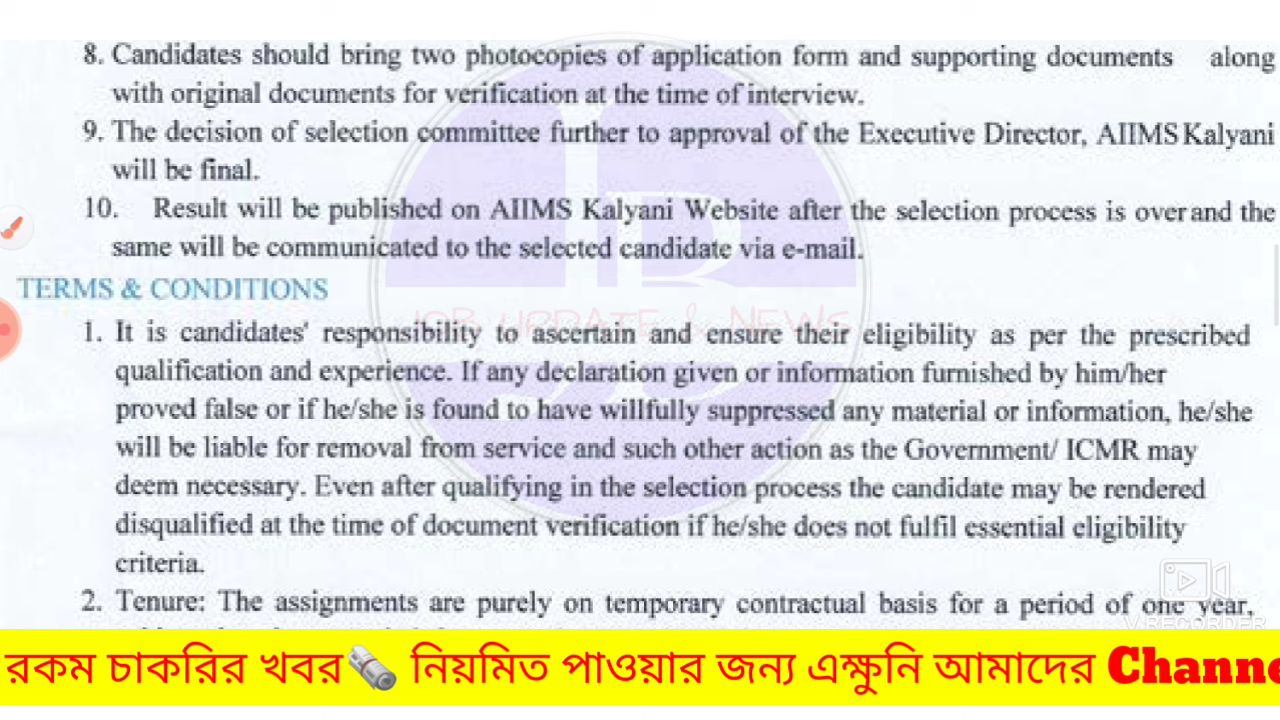 8. Candidates should bring two photocopies of application form and supporting documents along
with original documents for verification at the time of interview.
9. The decision of selection committee further to approval of the Executive Director, AIIMS Kalyani
will be final.
10. Result will be published on AIIMS Kalyani Website after the selection process is over and the
same will be communicated to the selected candidate via e-mail.
TERMS & CONDITIONS
JOB UPDATE & NEWS
1. It is candidates' responsibility to ascertain and ensure their eligibility as per the prescribed
qualification and experience. If any declaration given or information furnished by him/her
proved false or if he/she is found to have willfully suppressed any material or information, he/she
will be liable for removal from service and such other action as the Government/ ICMR may
deem necessary. Even after qualifying in the selection process the candidate may be rendered
disqualified at the time of document verification if he/she does not fulfil essential eligibility
criteria.
2. Tenure: The assignments are purely on temporary contractual basis for a period of one year,
V RECORDER
রকম চাকরির খবর নিয়মিত পাওয়ার জন্য এক্ষুনি আমাদের Channe